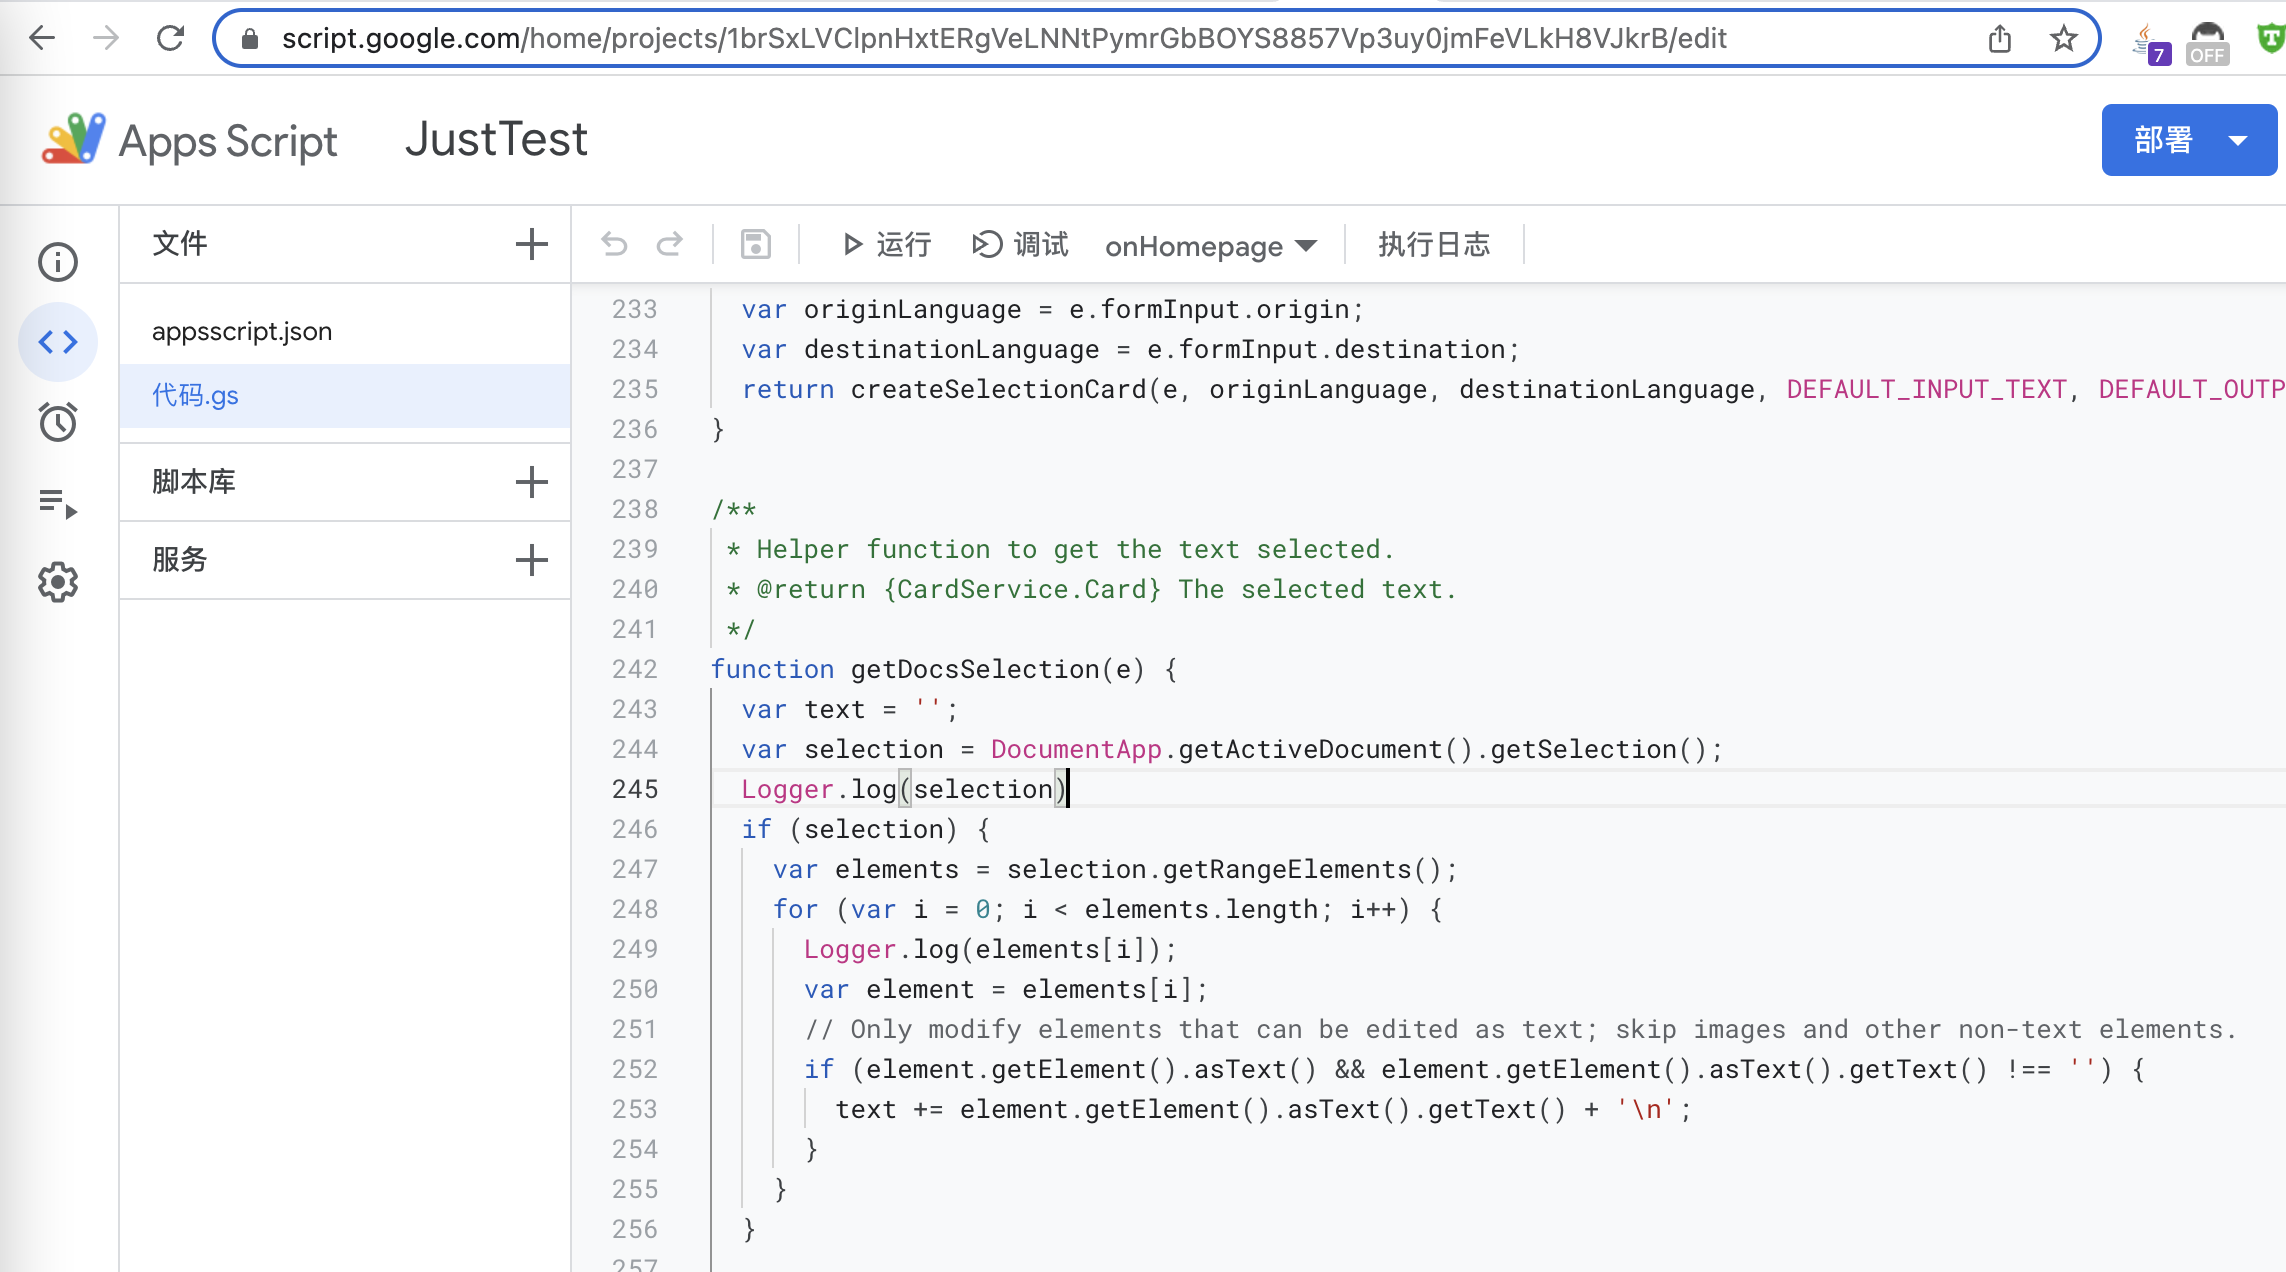 script.google.com/home/projects/1brSxLVClpnHxtERgVeLNNtPymrGbBOYS8857Vp3uy0jmFeVLkH8VJkrB/edit
7
OFF
T
Apps Script
JustTest
部署
文件
运行
调试
onHomepage
执行日志
appsscript.json
代码.gs
脚本库
服务
233 var originLanguage = e.formInput.origin;
234 var destinationLanguage = e.formInput.destination;
235 return createSelectionCard(e, originLanguage, destinationLanguage, DEFAULT_INPUT_TEXT, DEFAULT_OUTP
236 }
237
238 /**
239 * Helper function to get the text selected.
240 * @return {CardService.Card} The selected text.
241 */
242 function getDocsSelection(e) {
243 var text = '';
244 var selection = DocumentApp.getActiveDocument().getSelection();
245 Logger.log(selection)
246 if (selection) {
247 var elements = selection.getRangeElements();
248 for (var i = 0; i < elements.length; i++) {
249 Logger.log(elements[i]);
250 var element = elements[i];
251 // Only modify elements that can be edited as text; skip images and other non-text elements.
252 if (element.getElement().asText() && element.getElement().asText().getText() !== '') {
253 text += element.getElement().asText().getText() + '\n';
254 }
255 }
256 }
257